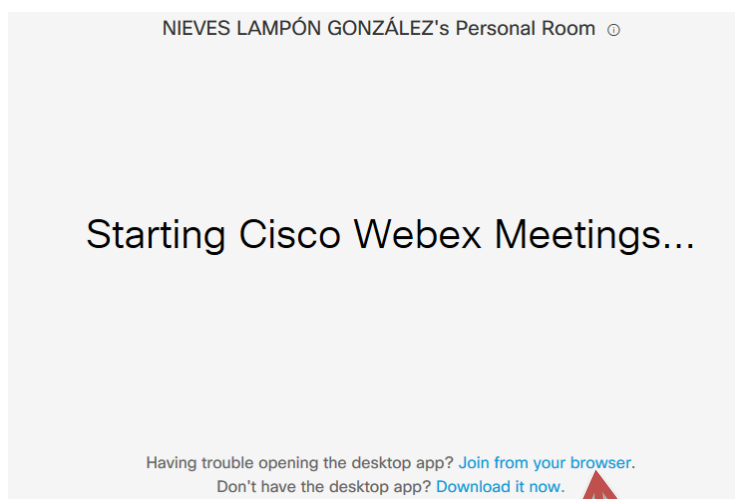 NIEVES LAMPÓN GONZÁLEZ's Personal Room
Starting Cisco Webex Meetings...
Having trouble opening the desktop app? Join from your browser.
Don't have the desktop app? Download it now.